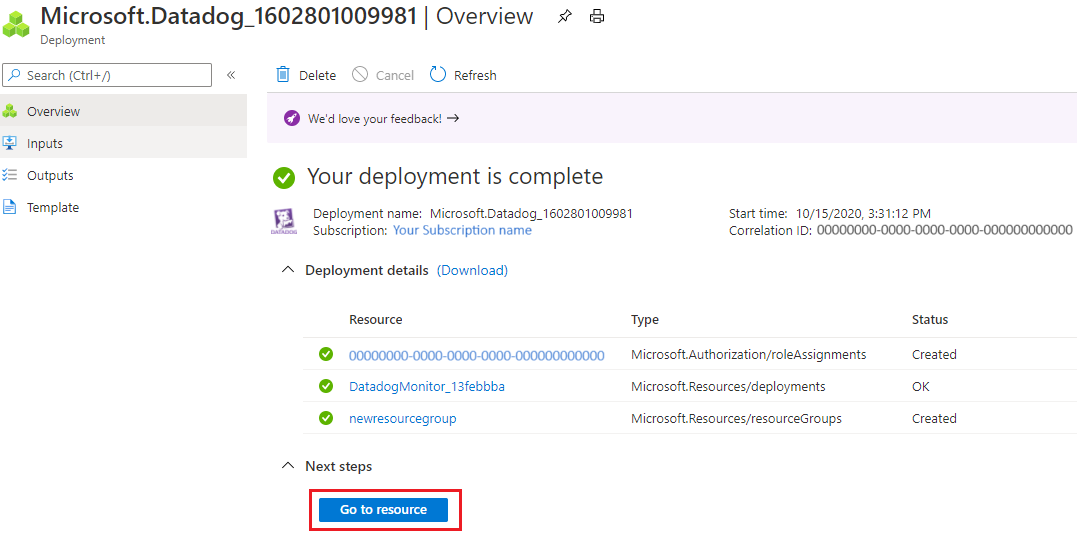 Microsoft.Datadog_1602801009981 | Overview
Deployment
Search (Ctrl+/)
«
Delete
Cancel
Refresh
Overview
We'd love your feedback! →
Inputs
Outputs
Template
Your deployment is complete
DATADOG
Deployment name: Microsoft.Datadog_1602801009981
Start time: 10/15/2020, 3:31:12 PM
Subscription: Your Subscription name
Correlation ID: 00000000-0000-0000-0000-000000000000
Deployment details (Download)
Resource Type Status
00000000-0000-0000-0000-000000000000 Microsoft.Authorization/roleAssignments Created
DatadogMonitor_13febbba Microsoft.Resources/deployments OK
newresourcegroup Microsoft.Resources/resourceGroups Created
Next steps
Go to resource